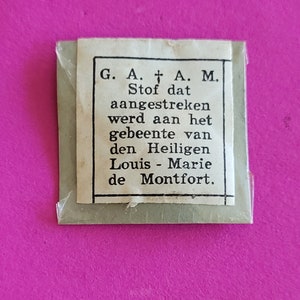 G. A. † A. M.
Stof dat
aangestreken
werd aan het
gebeente van
den Heiligen
Louis - Marie
de Montfort.